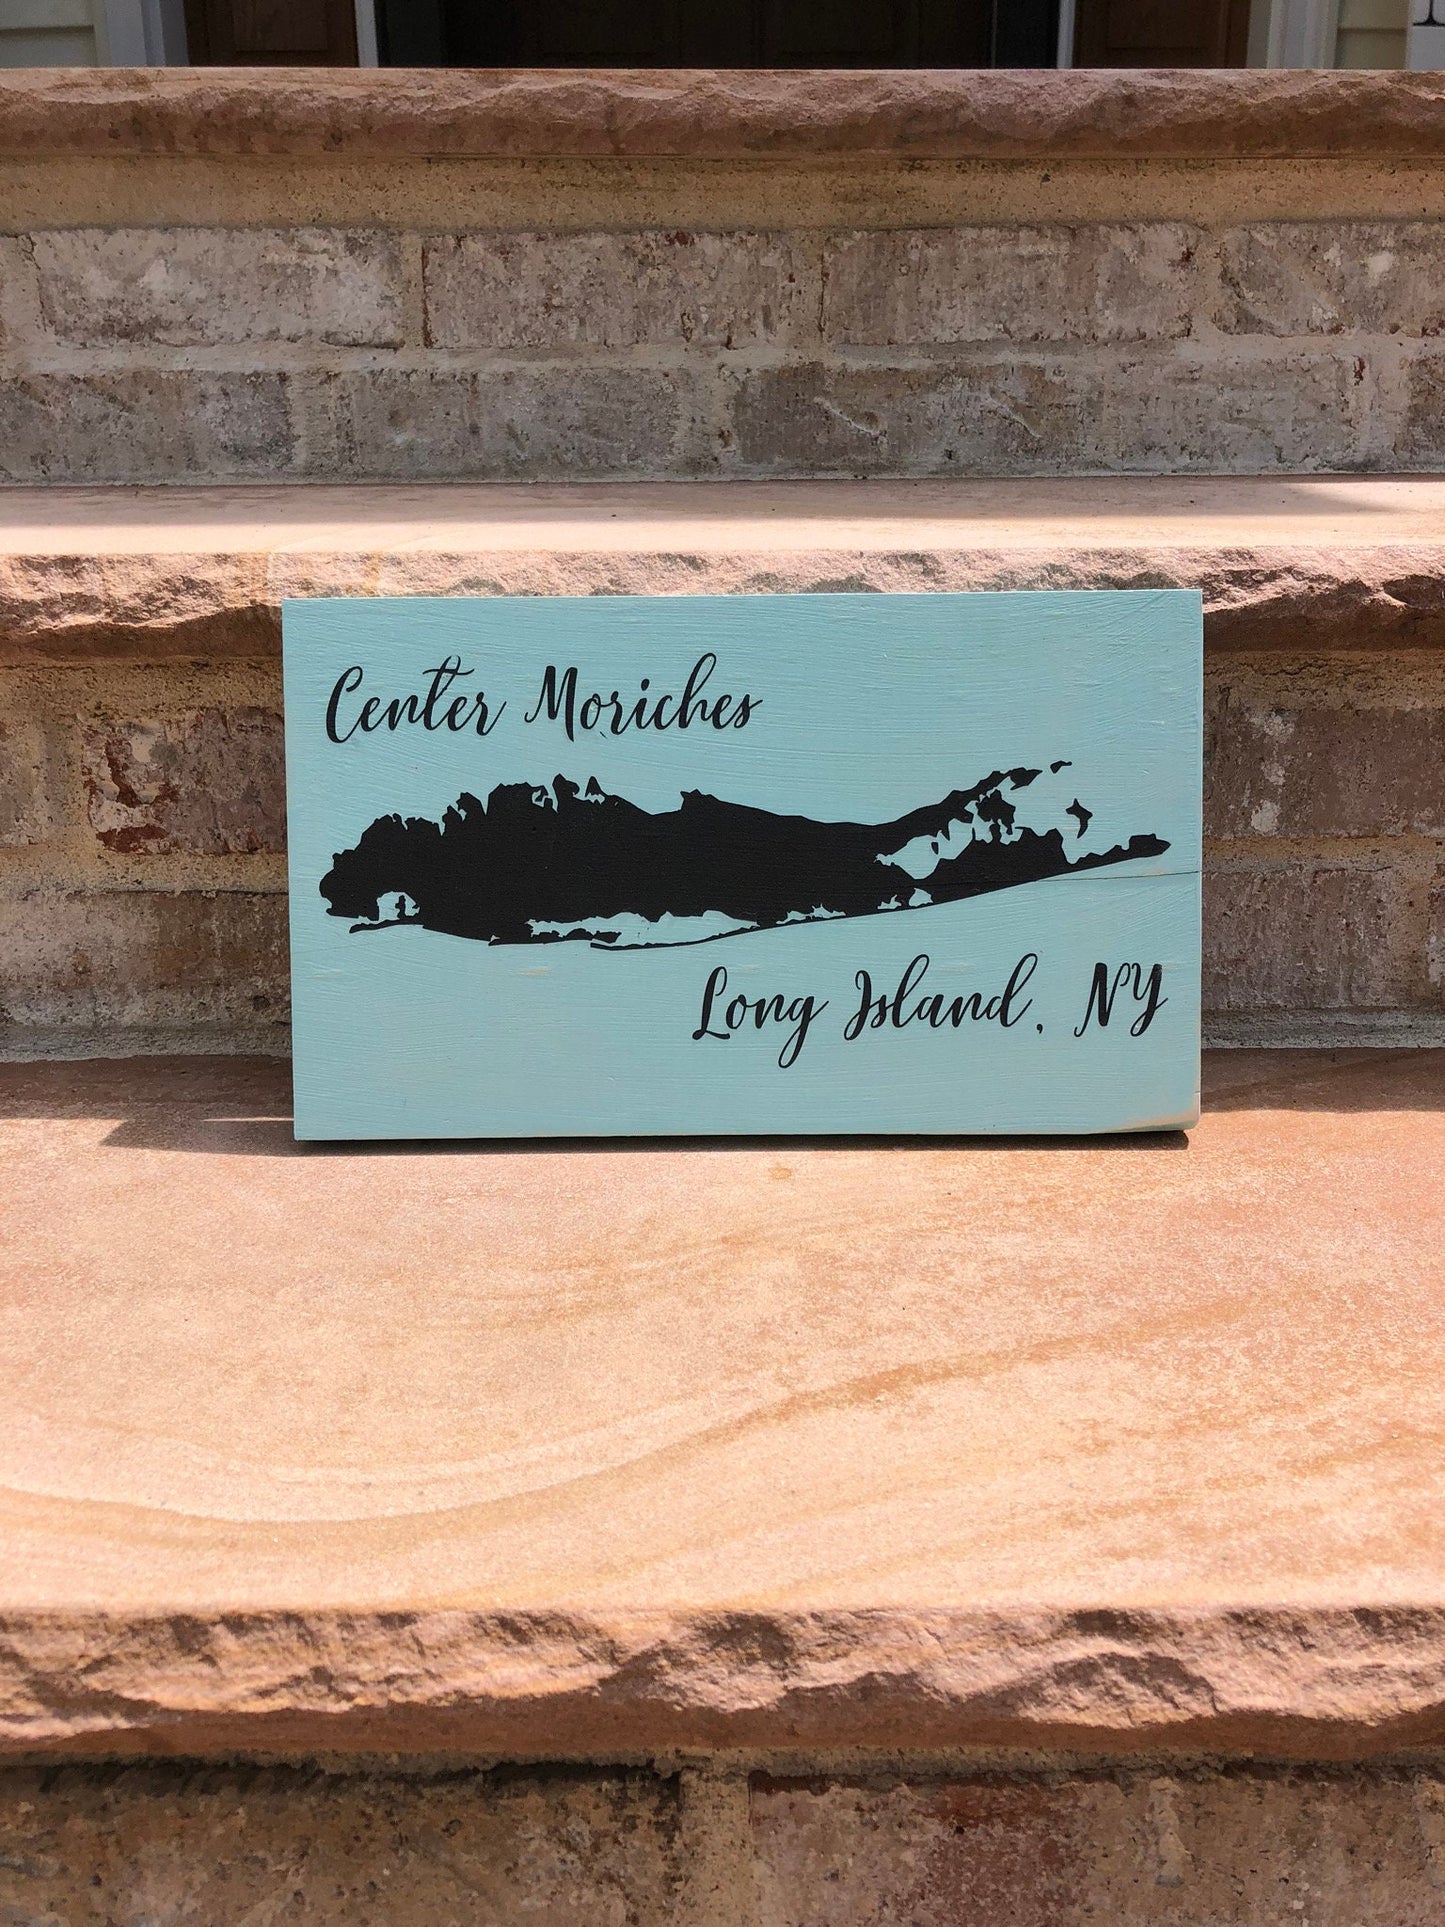 Center Moriches
Long Island, NY